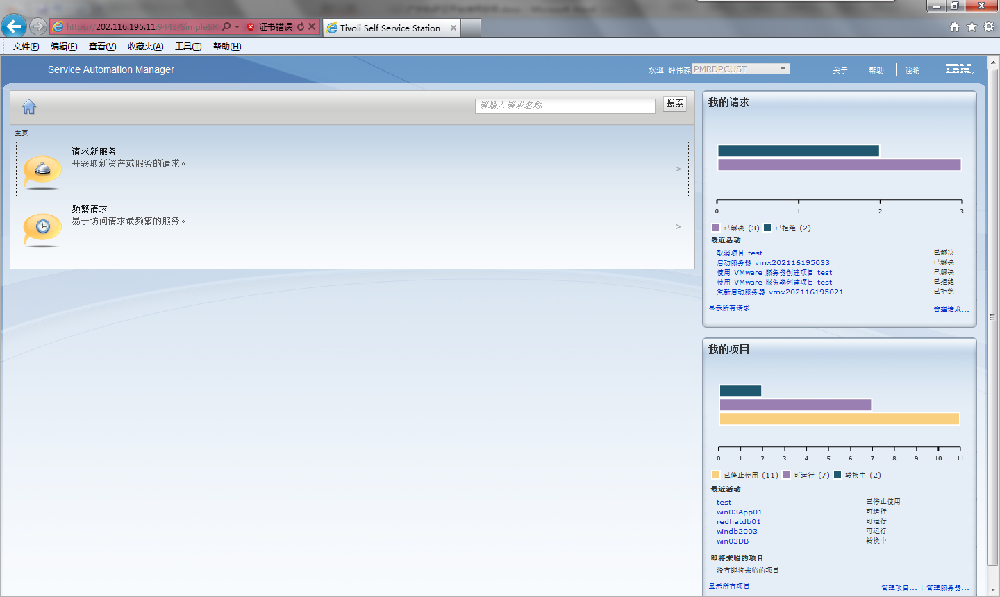 https://202.116.195.11:9443/SimpleSR
证书错误
Tivoli Self Service Station
文件(F) 编辑(E) 查看(V) 收藏夹(A) 工具(T) 帮助(H)
Service Automation Manager
欢迎 钟伟森 PMRDPCUST
关于 帮助 注销 IBM.
请输入请求名称 搜索
主页
请求新服务
开获取新资产或服务的请求。
>
频繁请求
易于访问请求最频繁的服务。
>
我的请求
0 1 2 3
已解决 (3) 已拒绝 (2)
最近活动
取消项目 test 已解决
启动服务器 vmx202116195033 已解决
使用 VMware 服务器创建项目 test 已解决
使用 VMware 服务器创建项目 test 已拒绝
重新启动服务器 vmx202116195021 已拒绝
显示所有请求 管理请求...
我的项目
0 1 2 3 4 5 6 7 8 9 10 11
已停止使用 (11) 可运行 (7) 转换中 (2)
最近活动
test 已停止使用
win03App01 可运行
redhatdb01 可运行
windb2003 可运行
win03DB 转换中
即将来临的项目
没有即将来临的项目
显示所有项目 管理项目... | 管理服务器...